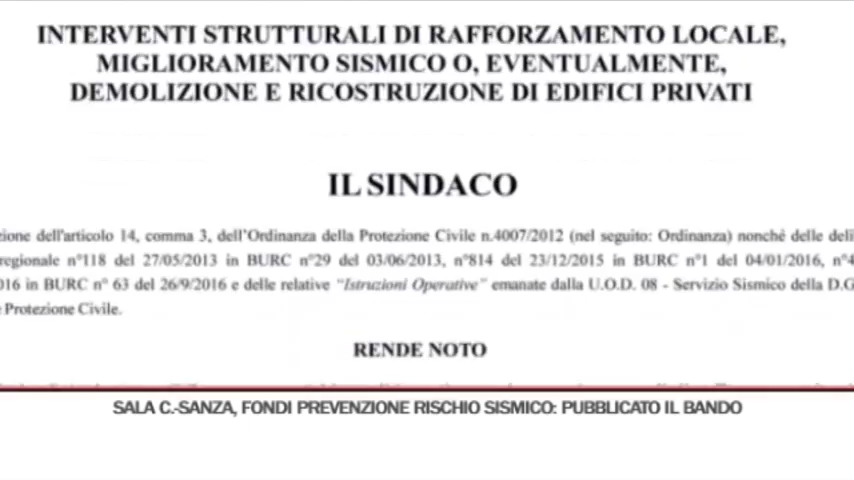 INTERVENTI STRUTTURALI DI RAFFORZAMENTO LOCALE,
MIGLIORAMENTO SISMICO O, EVENTUALMENTE,
DEMOLIZIONE E RICOSTRUZIONE DI EDIFICI PRIVATI
IL SINDACO
zione dell'articolo 14, comma 3, dell'Ordinanza della Protezione Civile n.4007/2012 (nel seguito: Ordinanza) nonché delle deli
regionale n°118 del 27/05/2013 in BURC n°29 del 03/06/2013, n°814 del 23/12/2015 in BURC n°1 del 04/01/2016, n°4
016 in BURC n° 63 del 26/9/2016 e delle relative "Istruzioni Operative" emanate dalla U.O.D. 08 - Servizio Sismico della D.G
Protezione Civile.
RENDE NOTO
SALA C.-SANZA, FONDI PREVENZIONE RISCHIO SISMICO: PUBBLICATO IL BANDO